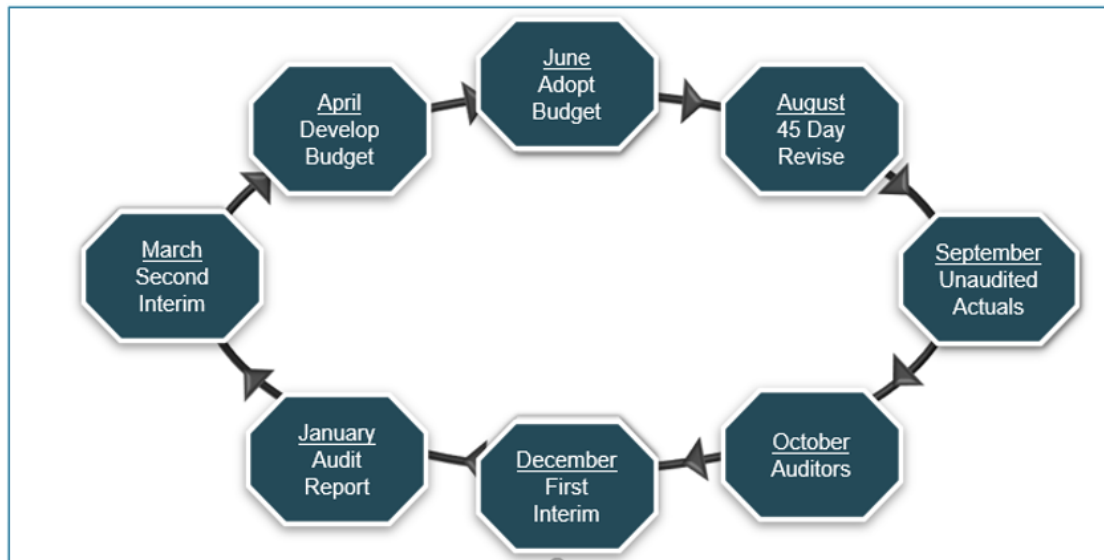 June
Adopt
Budget
August
45 Day
Revise
September
Unaudited
Actuals
October
Auditors
December
First
Interim
January
Audit
Report
March
Second
Interim
April
Develop
Budget